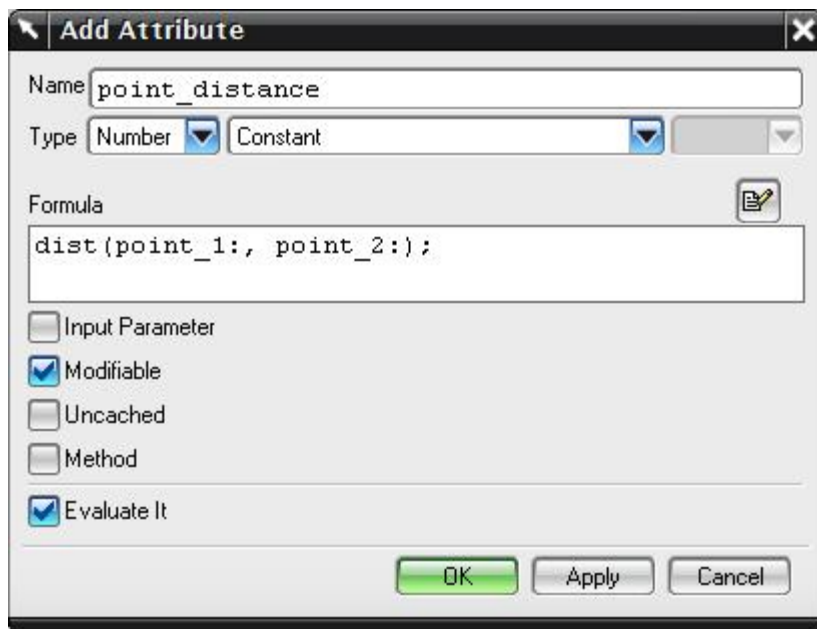 Add Attribute
Name point_distance
Type Number Constant
Formula
dist(point_1:, point_2:);
Input Parameter
Modifiable
Uncached
Method
Evaluate It
OK Apply Cancel